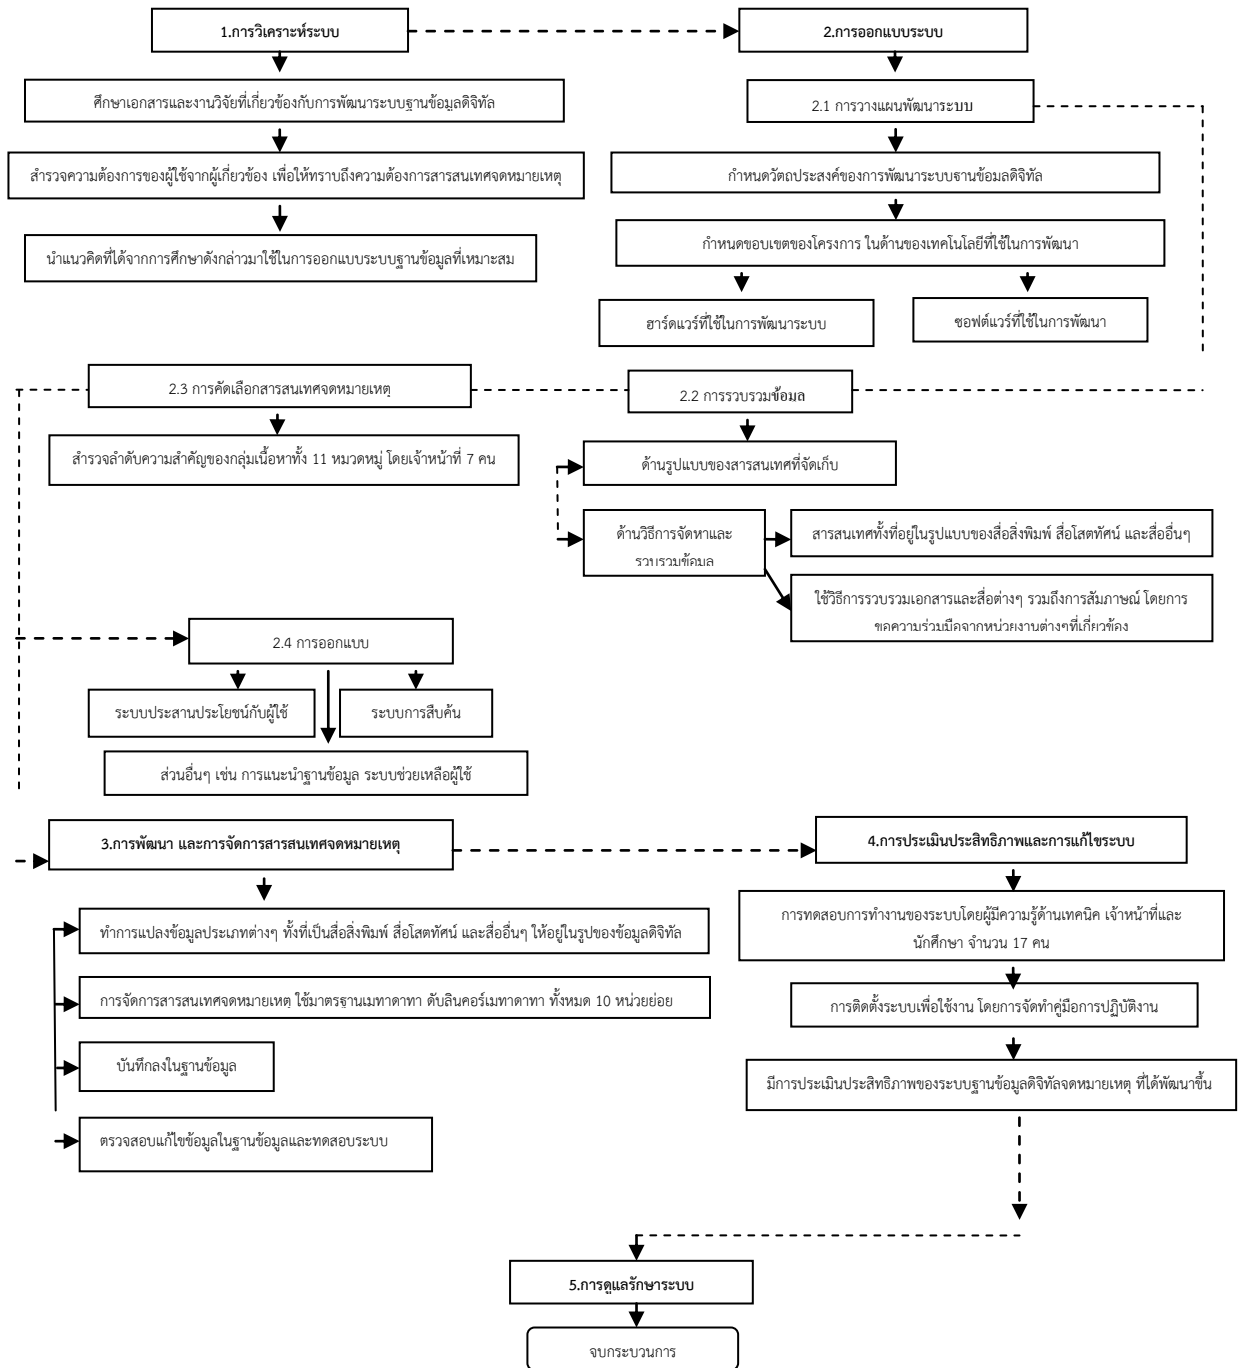 1.การวิเคราะห์ระบบ
ศึกษาเอกสารและงานวิจัยที่เกี่ยวข้องกับการพัฒนาระบบฐานข้อมูลดิจิทัล
สำรวจความต้องการของผู้ใช้จากผู้เกี่ยวข้อง เพื่อให้ทราบถึงความต้องการสารสนเทศจดหมายเหตุ
นำแนวคิดที่ได้จากการศึกษาดังกล่าวมาใช้ในการออกแบบระบบฐานข้อมูลที่เหมาะสม
2.การออกแบบระบบ
2.1 การวางแผนพัฒนาระบบ
กำหนดวัตถุประสงค์ของการพัฒนาระบบฐานข้อมูลดิจิทัล
กำหนดขอบเขตของโครงการ ในด้านของเทคโนโลยีที่ใช้ในการพัฒนา
ฮาร์ดแวร์ที่ใช้ในการพัฒนาระบบ
ซอฟต์แวร์ที่ใช้ในการพัฒนา
2.2 การรวบรวมข้อมูล
ด้านรูปแบบของสารสนเทศที่จัดเก็บ
ด้านวิธีการจัดหาและ
รวบรวมข้อมูล
สารสนเทศทั้งที่อยู่ในรูปแบบของสื่อสิ่งพิมพ์ สื่อโสตทัศน์ และสื่ออื่นๆ
ใช้วิธีการรวบรวมเอกสารและสื่อต่างๆ รวมถึงการสัมภาษณ์ โดยการ
ขอความร่วมมือจากหน่วยงานต่างๆที่เกี่ยวข้อง
2.3 การคัดเลือกสารสนเทศจดหมายเหตุ
สำรวจลำดับความสำคัญของกลุ่มเนื้อหาทั้ง 11 หมวดหมู่ โดยเจ้าหน้าที่ 7 คน
2.4 การออกแบบ
ระบบประสานประโยชน์กับผู้ใช้
ระบบการสืบค้น
ส่วนอื่นๆ เช่น การแนะนำฐานข้อมูล ระบบช่วยเหลือผู้ใช้
3.การพัฒนา และการจัดการสารสนเทศจดหมายเหตุ
ทำการแปลงข้อมูลประเภทต่างๆ ทั้งที่เป็นสื่อสิ่งพิมพ์ สื่อโสตทัศน์ และสื่ออื่นๆ ให้อยู่ในรูปของข้อมูลดิจิทัล
การจัดการสารสนเทศจดหมายเหตุ ใช้มาตรฐานเมทาดาทา ดับลินคอร์เมทาดาทา ทั้งหมด 10 หน่วยย่อย
บันทึกลงในฐานข้อมูล
ตรวจสอบแก้ไขข้อมูลในฐานข้อมูลและทดสอบระบบ
4.การประเมินประสิทธิภาพและการแก้ไขระบบ
การทดสอบการทำงานของระบบโดยผู้มีความรู้ด้านเทคนิค เจ้าหน้าที่และ
นักศึกษา จำนวน 17 คน
การติดตั้งระบบเพื่อใช้งาน โดยการจัดทำคู่มือการปฏิบัติงาน
มีการประเมินประสิทธิภาพของระบบฐานข้อมูลดิจิทัลจดหมายเหตุ ที่ได้พัฒนาขึ้น
5.การดูแลรักษาระบบ
จบกระบวนการ